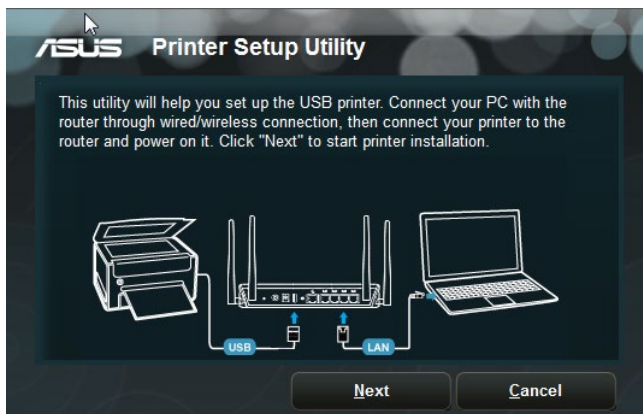 ASUS Printer Setup Utility
This utility will help you set up the USB printer. Connect your PC with the
router through wired/wireless connection, then connect your printer to the
router and power on it. Click "Next" to start printer installation.
USB
LAN
Next
Cancel